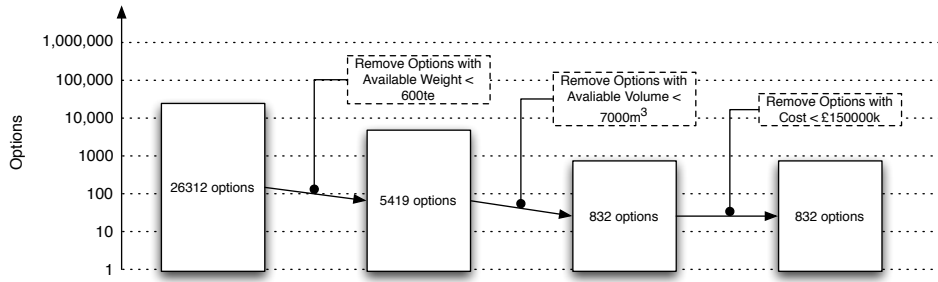 Options
1,000,000
100,000
10,000
1000
100
10
1
Remove Options with
Available Weight <
600te
Remove Options with
Avaliable Volume <
7000m³
Remove Options with
Cost < £150000k
26312 options
5419 options
832 options
832 options